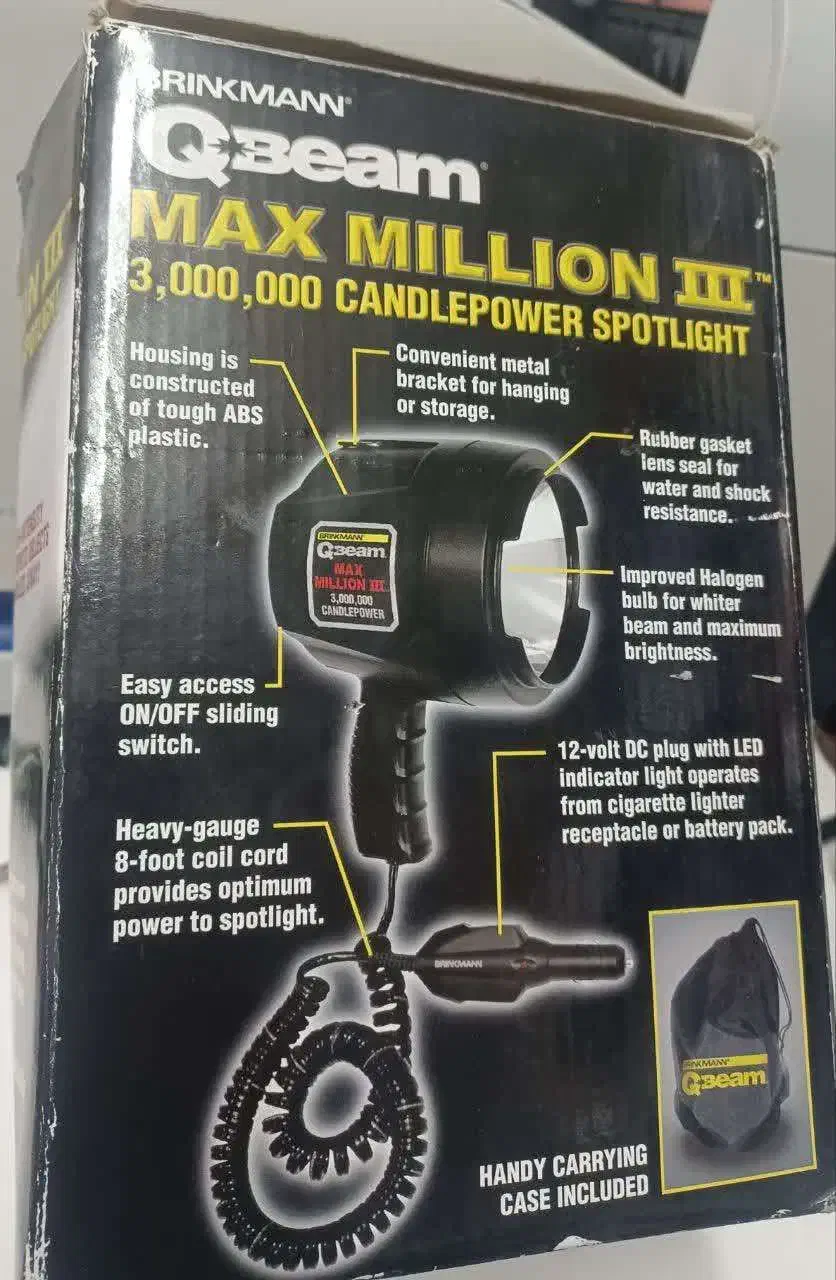 BRINKMANN®
QBeam®
MAX MILLION III™
3,000,000 CANDLEPOWER SPOTLIGHT
Housing is
constructed
of tough ABS
plastic.
Convenient metal
bracket for hanging
or storage.
Rubber gasket
lens seal for
water and shock
resistance.
BRINKMANN
QBeam
MAX
MILLION III
3,000,000
CANDLEPOWER
Improved Halogen
bulb for whiter
beam and maximum
brightness.
Easy access
ON/OFF sliding
switch.
12-volt DC plug with LED
indicator light operates
from cigarette lighter
receptacle or battery pack.
Heavy-gauge
8-foot coil cord
provides optimum
power to spotlight.
BRINKMANN
BRINKMANN
QBeam
HANDY CARRYING
CASE INCLUDED